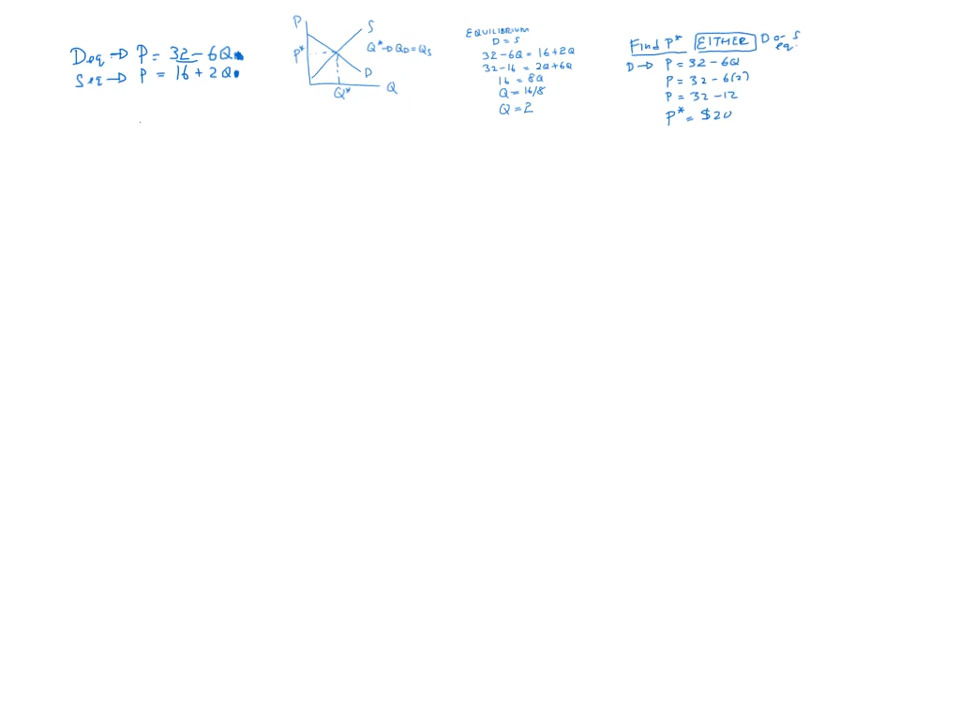 Deq → P = 32 - 6Q
Seq → P = 16 + 2Q
P
S
Q* → QD = QS
P*
D
Q
Q*
EQUILIBRIUM
D = S
32 - 6Q = 16 + 2Q
32 - 16 = 2Q + 6Q
16 = 8Q
Q = 16/8
Q = 2
Find P* EITHER D or S eq.
D → P = 32 - 6Q
P = 32 - 6(2)
P = 32 - 12
P* = $20